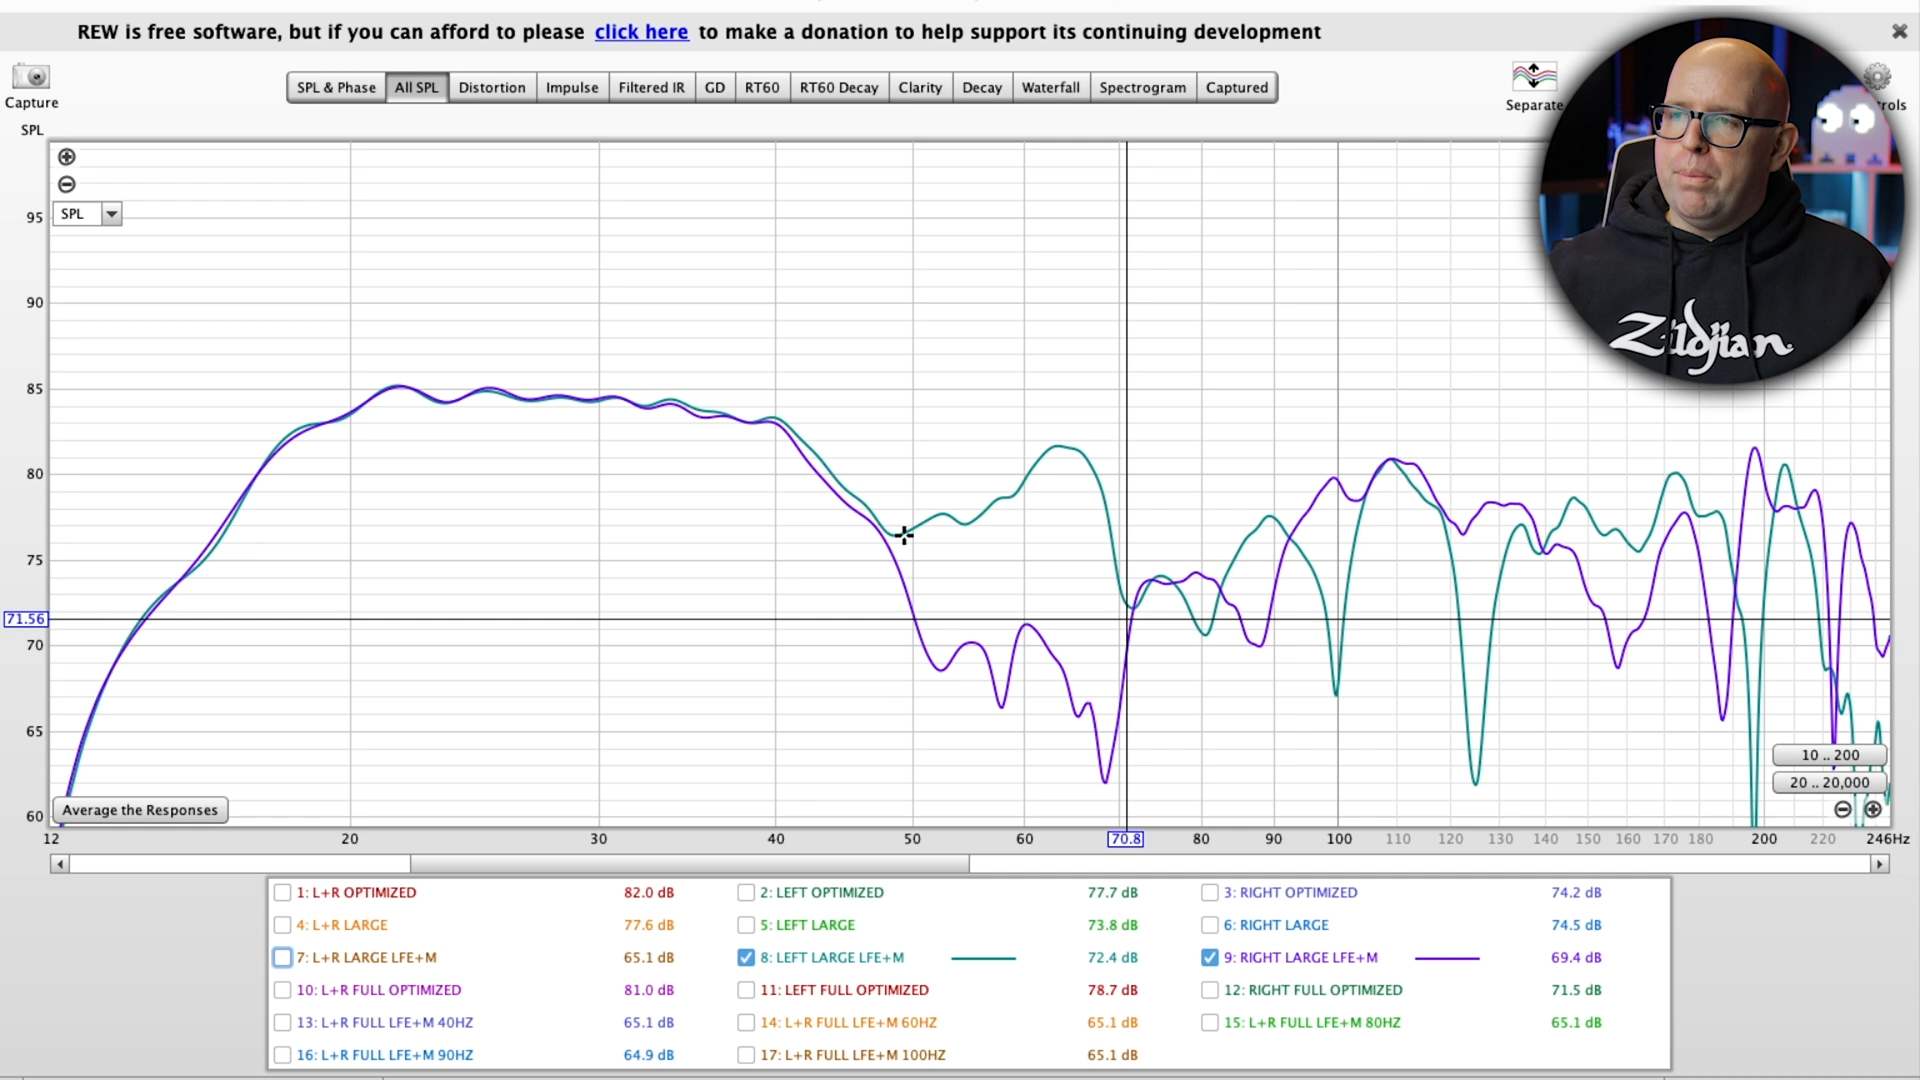 REW is free software, but if you can afford to please click here to make a donation to help support its continuing development
Capture
SPL & Phase All SPL Distortion Impulse Filtered IR GD RT60 RT60 Decay Clarity Decay Waterfall Spectrogram Captured
Separate
rols
SPL
SPL
95
90
85
80
75
71.56
70
65
60
Zildjian
10 .. 200
20 .. 20,000
Average the Responses
12 20 30 40 50 60 70.8 80 90 100 110 120 130 140 150 160 170 180 200 220 246Hz
1: L+R OPTIMIZED 82.0 dB 2: LEFT OPTIMIZED 77.7 dB 3: RIGHT OPTIMIZED 74.2 dB
4: L+R LARGE 77.6 dB 5: LEFT LARGE 73.8 dB 6: RIGHT LARGE 74.5 dB
7: L+R LARGE LFE+M 65.1 dB 8: LEFT LARGE LFE+M 72.4 dB 9: RIGHT LARGE LFE+M 69.4 dB
10: L+R FULL OPTIMIZED 81.0 dB 11: LEFT FULL OPTIMIZED 78.7 dB 12: RIGHT FULL OPTIMIZED 71.5 dB
13: L+R FULL LFE+M 40HZ 65.1 dB 14: L+R FULL LFE+M 60HZ 65.1 dB 15: L+R FULL LFE+M 80HZ 65.1 dB
16: L+R FULL LFE+M 90HZ 64.9 dB 17: L+R FULL LFE+M 100HZ 65.1 dB